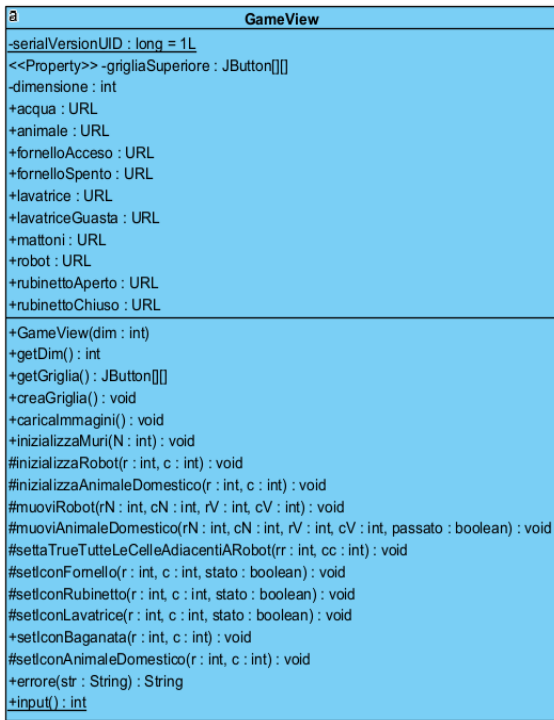 a
GameView
-serialVersionUID : long = 1L
<<Property>> -grigliaSuperiore : JButton[][]
-dimensione : int
+acqua : URL
+animale : URL
+fornelloAcceso : URL
+fornelloSpento : URL
+lavatrice : URL
+lavatriceGuasta : URL
+mattoni : URL
+robot : URL
+rubinettoAperto : URL
+rubinettoChiuso : URL
+GameView(dim : int)
+getDim() : int
+getGriglia() : JButton[][]
+creaGriglia() : void
+caricaImmagini() : void
+inizializzaMuri(N : int) : void
#inizializzaRobot(r : int, c : int) : void
#inizializzaAnimaleDomestico(r : int, c : int) : void
#muoviRobot(rN : int, cN : int, rV : int, cV : int) : void
#muoviAnimaleDomestico(rN : int, cN : int, rV : int, cV : int, passato : boolean) : void
#settaTrueTutteLeCelleAdiacentiARobot(rr : int, cc : int) : void
#setIconFornello(r : int, c : int, stato : boolean) : void
#setIconRubinetto(r : int, c : int, stato : boolean) : void
#setIconLavatrice(r : int, c : int, stato : boolean) : void
+setIconBaganata(r : int, c : int) : void
#setIconAnimaleDomestico(r : int, c : int) : void
+errore(str : String) : String
+input() : int